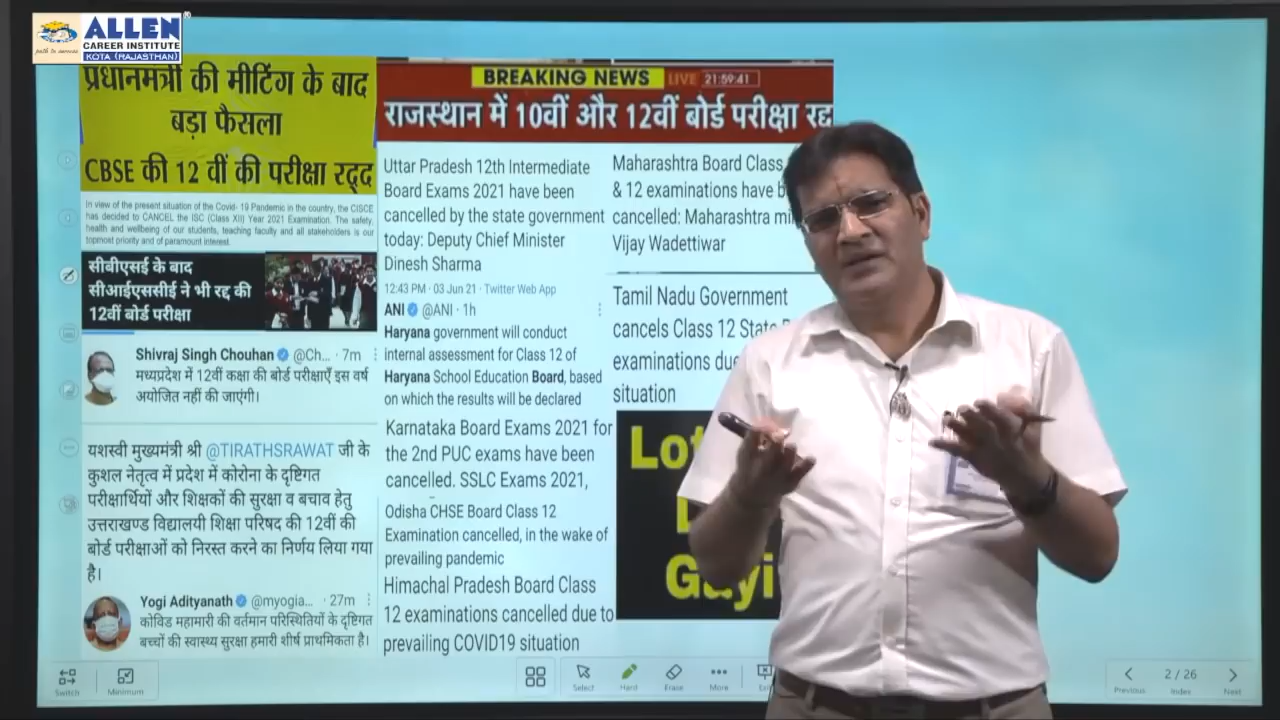 ALLEN
CAREER INSTITUTE
path to success
KOTA (RAJASTHAN)
प्रधानमंत्री की मीटिंग के बाद
बड़ा फैसला
CBSE की 12 वीं की परीक्षा रद्द
In view of the present situation of the Covid- 19 Pandemic in the country, the CISCE
has decided to CANCEL the ISC (Class XII) Year 2021 Examination. The safety,
health and wellbeing of our students, teaching faculty and all stakeholders is our
topmost priority and of paramount interest.
सीबीएसई के बाद
सीआईएससीई ने भी रद्द की
12वीं बोर्ड परीक्षा
Shivraj Singh Chouhan @Ch... · 7m
मध्यप्रदेश में 12वीं कक्षा की बोर्ड परीक्षाएँ इस वर्ष
अयोजित नहीं की जाएंगी।
यशस्वी मुख्यमंत्री श्री @TIRATHSRAWAT जी के
कुशल नेतृत्व में प्रदेश में कोरोना के दृष्टिगत
परीक्षार्थियों और शिक्षकों की सुरक्षा व बचाव हेतु
उत्तराखण्ड विद्यालयी शिक्षा परिषद की 12वीं की
बोर्ड परीक्षाओं को निरस्त करने का निर्णय लिया गया
है।
Yogi Adityanath @myogia... · 27m
कोविड महामारी की वर्तमान परिस्थितियों के दृष्टिगत
बच्चों की स्वास्थ्य सुरक्षा हमारी शीर्ष प्राथमिकता है।
BREAKING NEWS LIVE 21:59:41
राजस्थान में 10वीं और 12वीं बोर्ड परीक्षा रद्द
Uttar Pradesh 12th Intermediate
Board Exams 2021 have been
cancelled by the state government
today: Deputy Chief Minister
Dinesh Sharma
12:43 PM · 03 Jun 21 · Twitter Web App
ANI @ANI · 1h
Haryana government will conduct
internal assessment for Class 12 of
Haryana School Education Board, based
on which the results will be declared
Karnataka Board Exams 2021 for
the 2nd PUC exams have been
cancelled. SSLC Exams 2021,
Odisha CHSE Board Class 12
Examination cancelled, in the wake of
prevailing pandemic
Himachal Pradesh Board Class
12 examinations cancelled due to
prevailing COVID19 situation
Maharashtra Board Class
& 12 examinations have
cancelled: Maharashtra
Vijay Wadettiwar
Tamil Nadu Government
cancels Class 12 State
examinations due
situation
Gayi
Switch
Minimum
Select
Hard
Erase
More
Previous
2 / 26
Index
Next